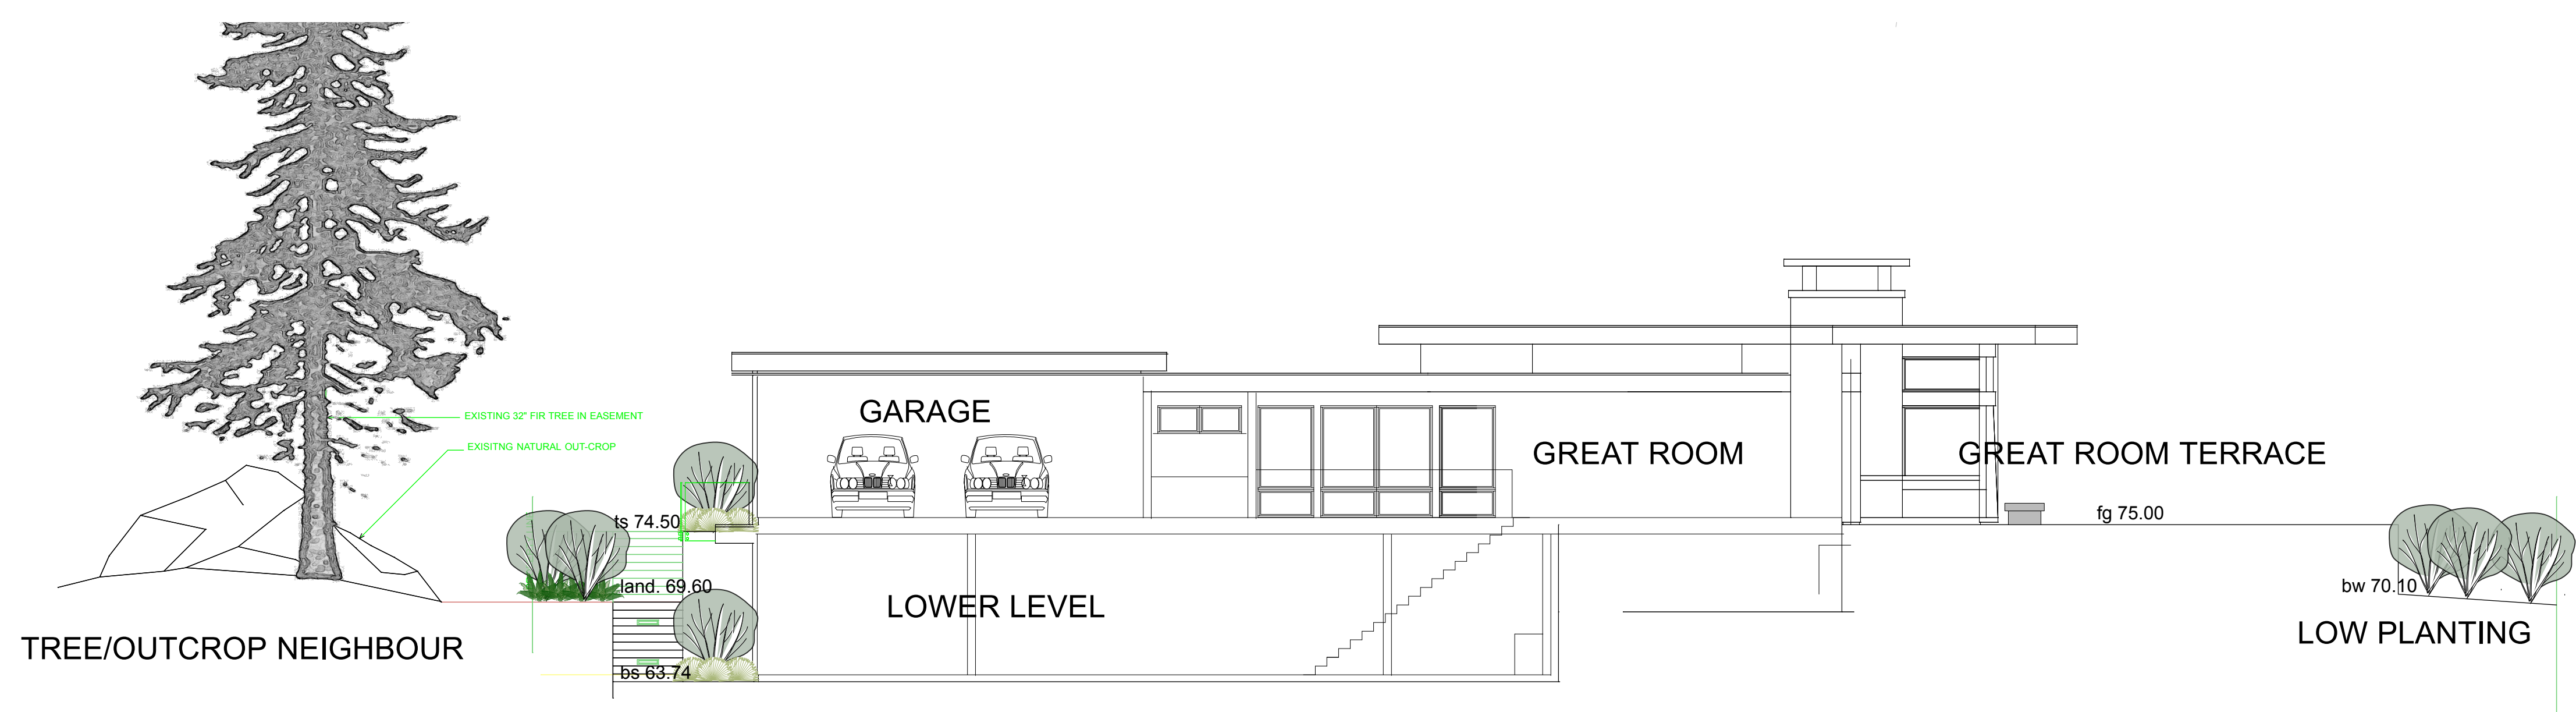 EXISTING 32" FIR TREE IN EASEMENT
EXISITNG NATURAL OUT-CROP
GARAGE
GREAT ROOM
GREAT ROOM TERRACE
ts 74.50
fg 75.00
land. 69.60
bw 70.10
LOWER LEVEL
LOW PLANTING
TREE/OUTCROP NEIGHBOUR
bs 63.74